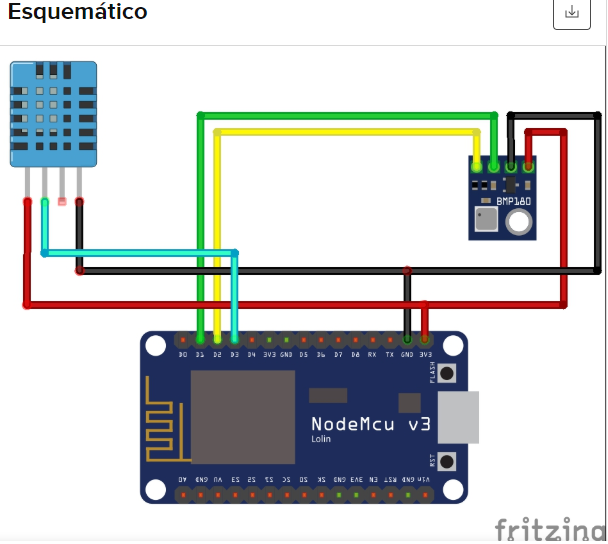 Esquemático
BMP180
D0 D1 D2 D3 D4 3V3 GND D5 D6 D7 D8 RX TX GND 3V3
FLASH
NodeMcu v3
Lolin
RST
A0 GND VU S3 S2 S1 SC S0 SK GND 3V3 EN RST GND Vin
fritzing